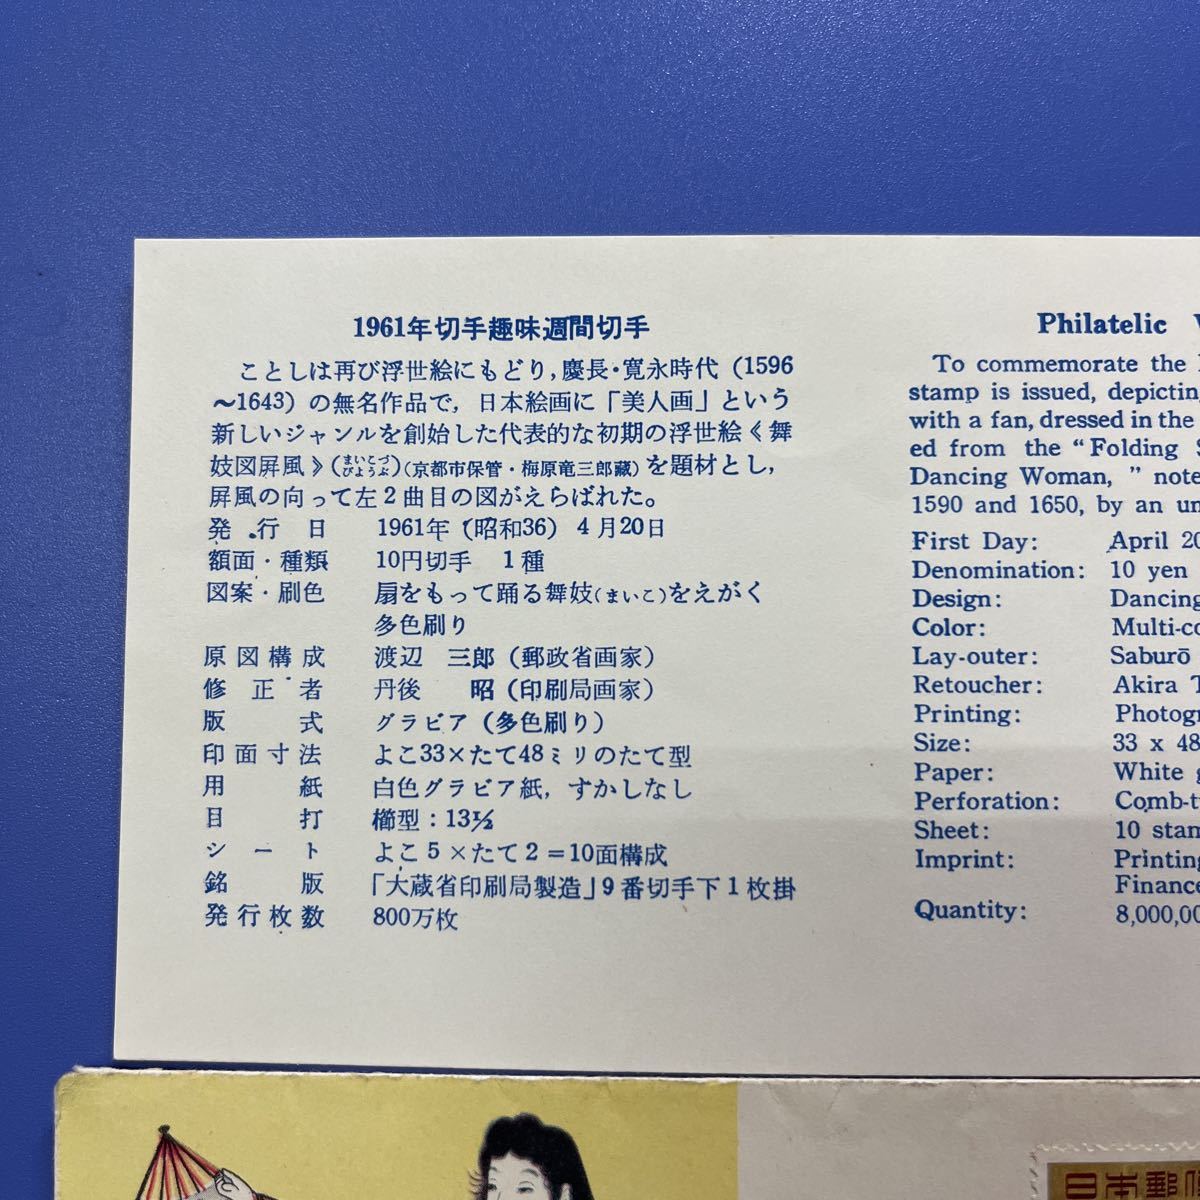 1961年切手趣味週間切手
ことしは再び浮世絵にもどり,慶長・寛永時代(1596
〜1643)の無名作品で,日本絵画に「美人画」という
新しいジャンルを創始した代表的な初期の浮世絵《舞
妓図屏風》(まいこづびょうぶ)(京都市保管・梅原竜三郎蔵)を題材とし,
屏風の向って左2曲目の図がえらばれた。
発行日 1961年(昭和36)4月20日
額面・種類 10円切手 1種
図案・刷色 扇をもって踊る舞妓(まいこ)をえがく
多色刷り
原図構成 渡辺 三郎(郵政省画家)
修正者 丹後 昭(印刷局画家)
版式 グラビア(多色刷り)
印面寸法 よこ33×たて48ミリのたて型
用紙 白色グラビア紙,すかしなし
目打 櫛型:13½
シート よこ5×たて2=10面構成
銘版 「大蔵省印刷局製造」9番切手下1枚掛
発行枚数 800万枚
Philatelic
To commemorate the
stamp is issued, depicting
with a fan, dressed in the
ed from the "Folding
Dancing Woman," note
1590 and 1650, by an un
First Day: April 20
Denomination: 10 yen
Design: Dancing
Color: Multi-co
Lay-outer: Saburō
Retoucher: Akira T
Printing: Photogr
Size: 33 x 48
Paper: White g
Perforation: Comb-t
Sheet: 10 stam
Imprint: Printing
Finance
Quantity: 8,000,00
日本郵便